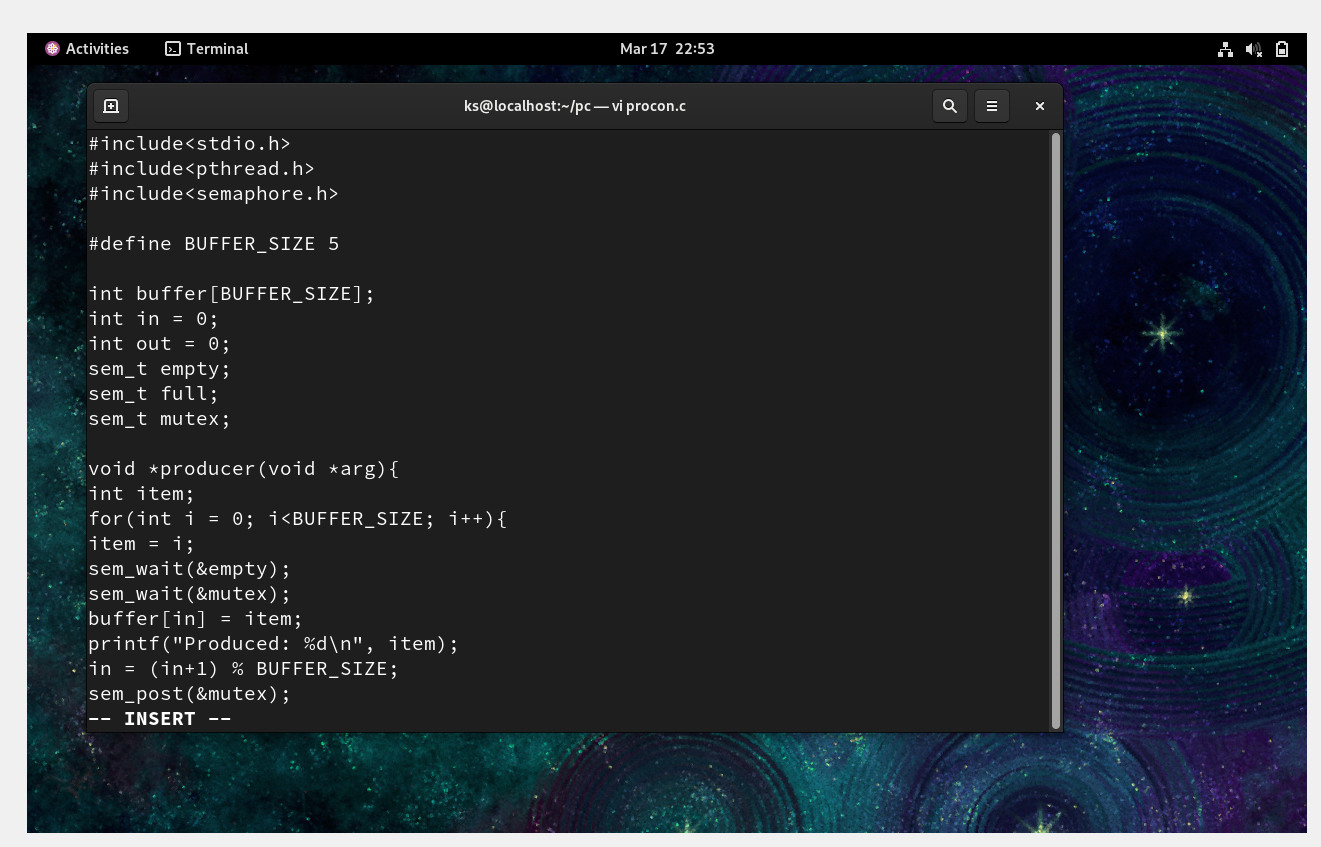 Activities Terminal Mar 17 22:53
ks@localhost:~/pc — vi procon.c
#include<stdio.h>
#include<pthread.h>
#include<semaphore.h>
#define BUFFER_SIZE 5
int buffer[BUFFER_SIZE];
int in = 0;
int out = 0;
sem_t empty;
sem_t full;
sem_t mutex;
void *producer(void *arg){
int item;
for(int i = 0; i<BUFFER_SIZE; i++){
item = i;
sem_wait(&empty);
sem_wait(&mutex);
buffer[in] = item;
printf("Produced: %d\n", item);
in = (in+1) % BUFFER_SIZE;
sem_post(&mutex);
-- INSERT --